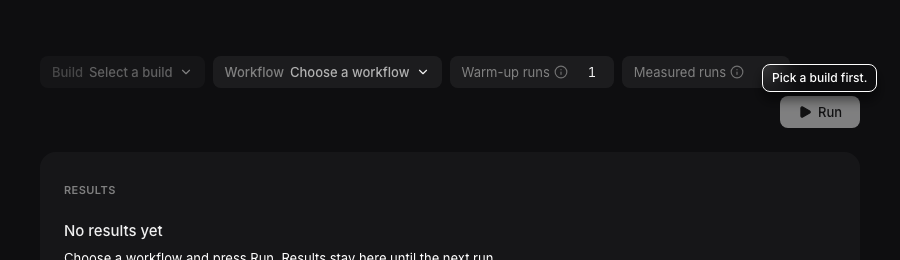 Build Select a build
Workflow Choose a workflow
Warm-up runs 1
Measured runs
Pick a build first.
Run
RESULTS
No results yet
Choose a workflow and press Run. Results stay here until the next run.